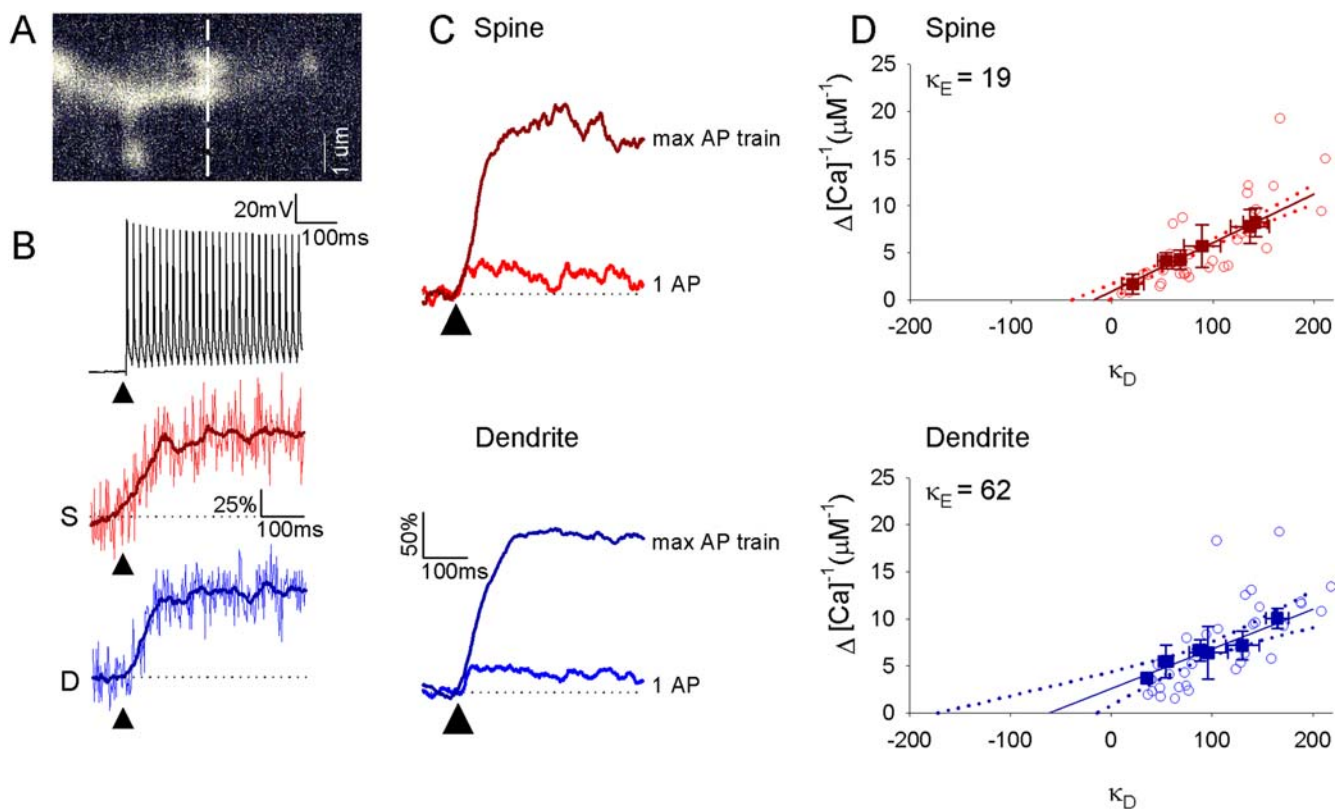 A
1 um
B
20mV
100ms
S
25%
100ms
D
C
Spine
max AP train
1 AP
Dendrite
50%
100ms
max AP train
1 AP
D
Spine
κE = 19
Δ [Ca]⁻¹ (µM⁻¹)
25
20
15
10
5
0
-200
-100
0
100
200
κD
Dendrite
κE = 62
Δ [Ca]⁻¹ (µM⁻¹)
25
20
15
10
5
0
-200
-100
0
100
200
κD